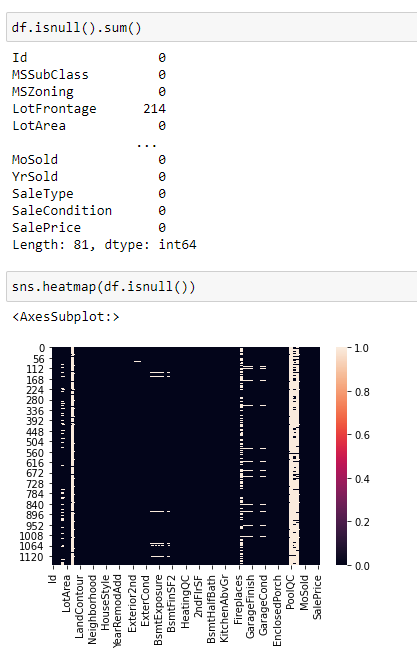 df.isnull().sum()
Id 0
MSSubClass 0
MSZoning 0
LotFrontage 214
LotArea 0
...
MoSold 0
YrSold 0
SaleType 0
SaleCondition 0
SalePrice 0
Length: 81, dtype: int64
sns.heatmap(df.isnull())
<AxesSubplot:>
0
56
112
168
224
280
336
392
448
504
560
616
672
728
784
840
896
952
1008
1064
1120
1.0
0.8
0.6
0.4
0.2
0.0
Id
LotArea
LandContour
Neighborhood
HouseStyle
YearRemodAdd
Exterior2nd
ExterCond
BsmtExposure
BsmtFinSF2
HeatingQC
2ndFlrSF
BsmtHalfBath
KitchenAbvGr
Fireplaces
GarageFinish
GarageCond
EnclosedPorch
PoolQC
MoSold
SalePrice